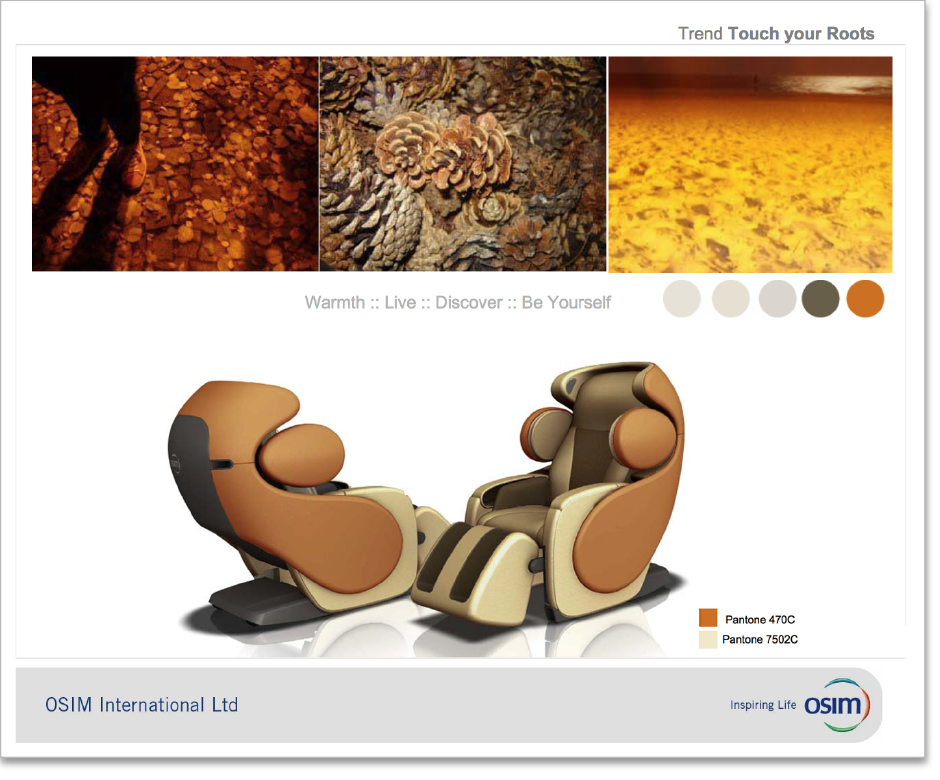 Trend Touch your Roots
Warmth :: Live :: Discover :: Be Yourself
Pantone 470C
Pantone 7502C
OSIM International Ltd
Inspiring Life osim